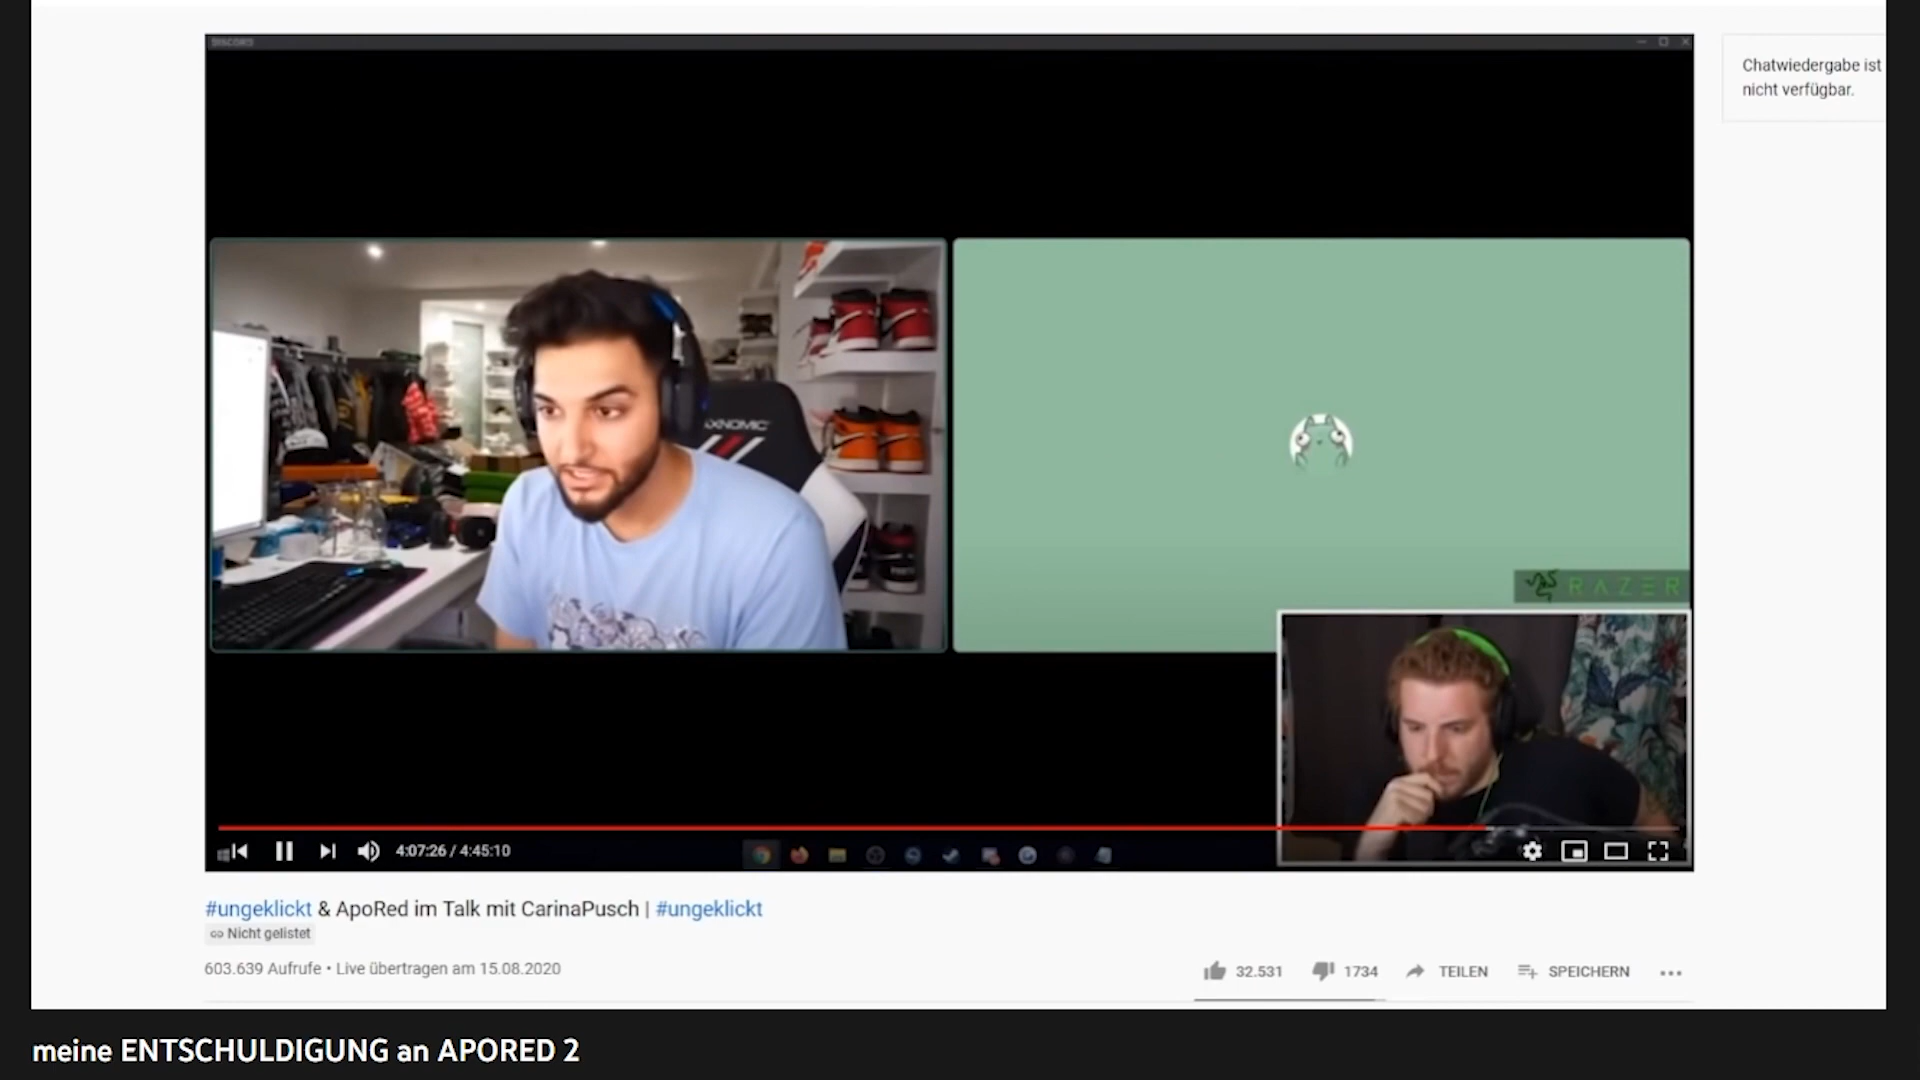 DISCORD
Chatwiedergabe ist
nicht verfügbar.
AXNOMIC
RAZER
4:07:26 / 4:45:10
#ungeklickt & ApoRed im Talk mit CarinaPusch | #ungeklickt
Nicht gelistet
603.639 Aufrufe • Live übertragen am 15.08.2020
32.531 1734 TEILEN SPEICHERN
meine ENTSCHULDIGUNG an APORED 2